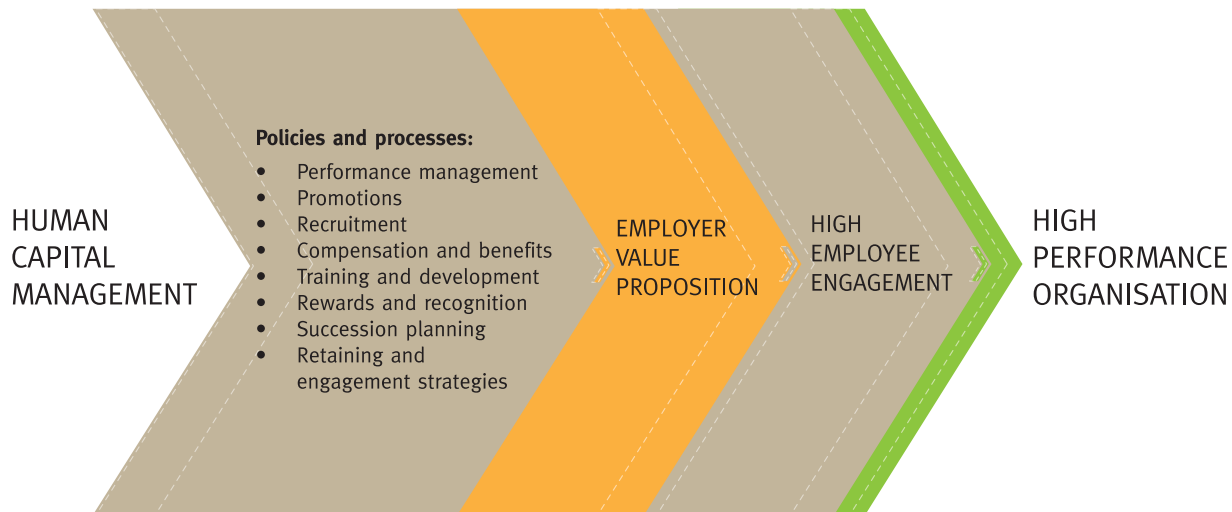 HUMAN
CAPITAL
MANAGEMENT
Policies and processes:
• Performance management
• Promotions
• Recruitment
• Compensation and benefits
• Training and development
• Rewards and recognition
• Succession planning
• Retaining and
engagement strategies
EMPLOYER
VALUE
PROPOSITION
HIGH
EMPLOYEE
ENGAGEMENT
HIGH
PERFORMANCE
ORGANISATION